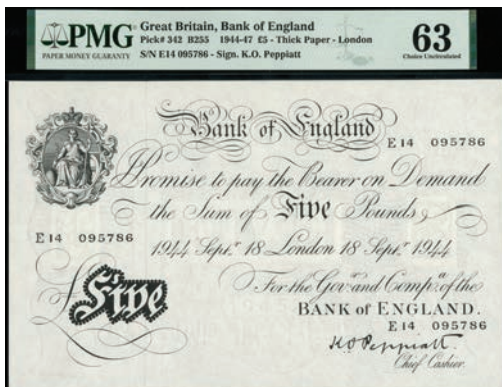 PMG
PAPER MONEY GUARANTY
Great Britain, Bank of England
Pick# 342 B255 1944-47 £5 - Thick Paper - London
S/N E14 095786 - Sign. K.O. Peppiatt
63
Choice Uncirculated
Bank of England
E14 095786
I Promise to pay the Bearer on Demand
the Sum of Five Pounds
E14 095786
1944 Sept.r 18 London 18 Sept.r 1944
For the Gov.r and Comp.a of the
£Five
BANK of ENGLAND.
E14 095786
K O Peppiatt
Chief Cashier.